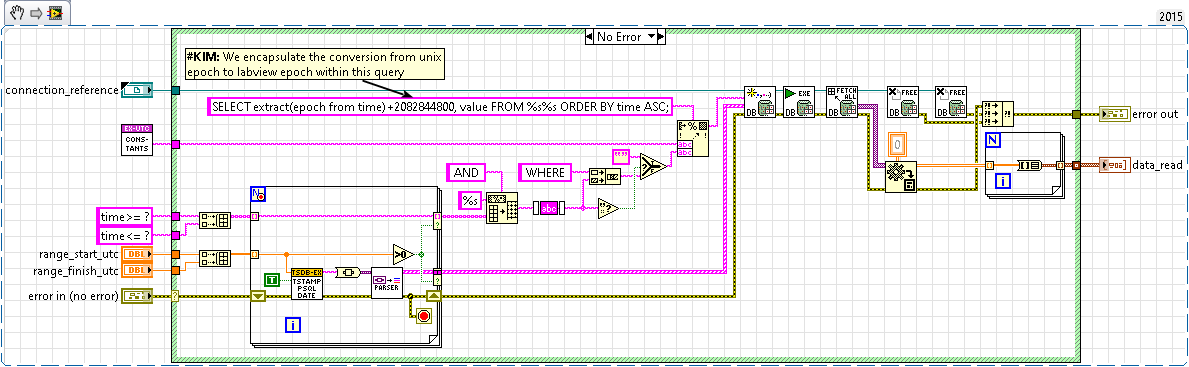 2015
No Error
#KIM: We encapsulate the conversion from unix
epoch to labview epoch within this query
connection_reference
SELECT extract(epoch from time)+2082844800, value FROM %s%s ORDER BY time ASC;
EX-UTC
CONS-
TANTS
DB
EXE
DB
FETCH
ALL
DB
FREE
DB
FREE
DB
error out
%
abc
abc
0
N
i
data_read
AND
WHERE
%s
abc
?
N
time>= ?
time<= ?
range_start_utc
DBL
range_finish_utc
DBL
>0
T
TSDB-EX
TSTAMP
PSQL
DATE
PARSER
error in (no error)
?
i